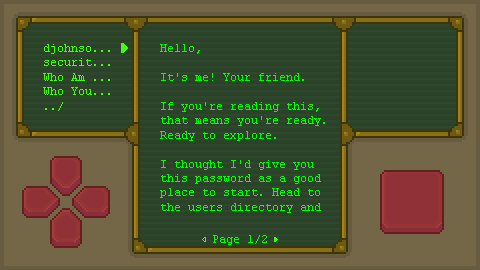 djohnso...
securit...
Who Am ...
Who You...
../
Hello,
It's me! Your friend.
If you're reading this,
that means you're ready.
Ready to explore.
I thought I'd give you
this password as a good
place to start. Head to
the users directory and
Page 1/2